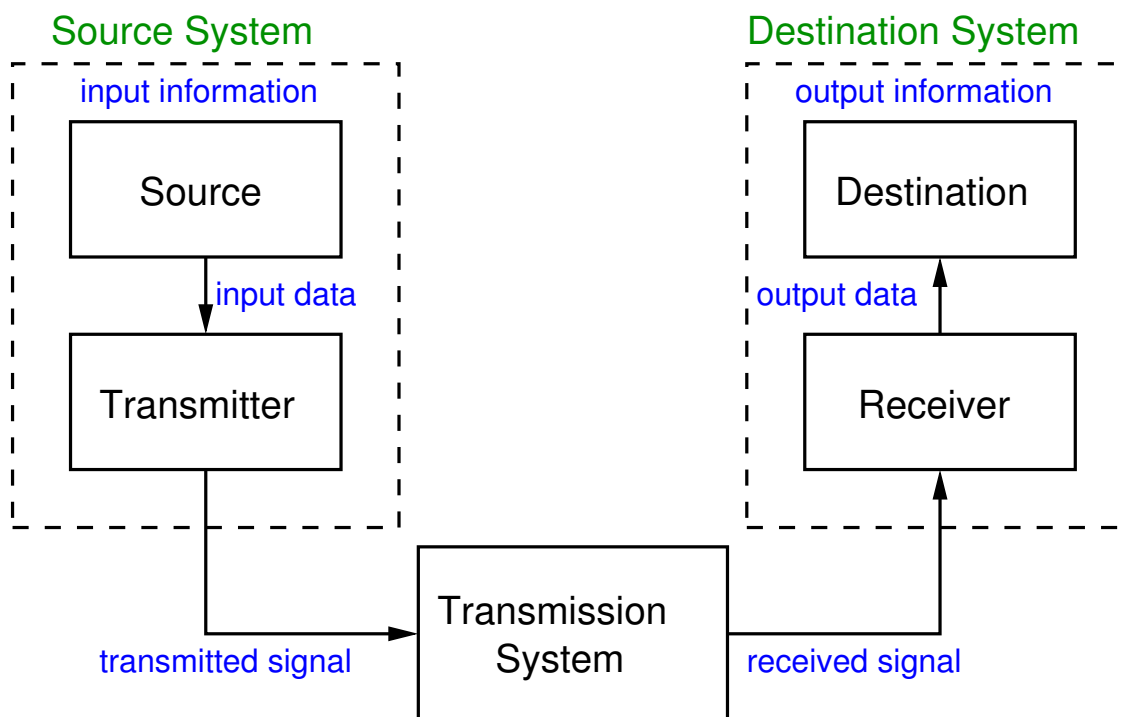 Source System
input information
Source
input data
Transmitter
transmitted signal
Transmission
System
Destination System
output information
Destination
output data
Receiver
received signal